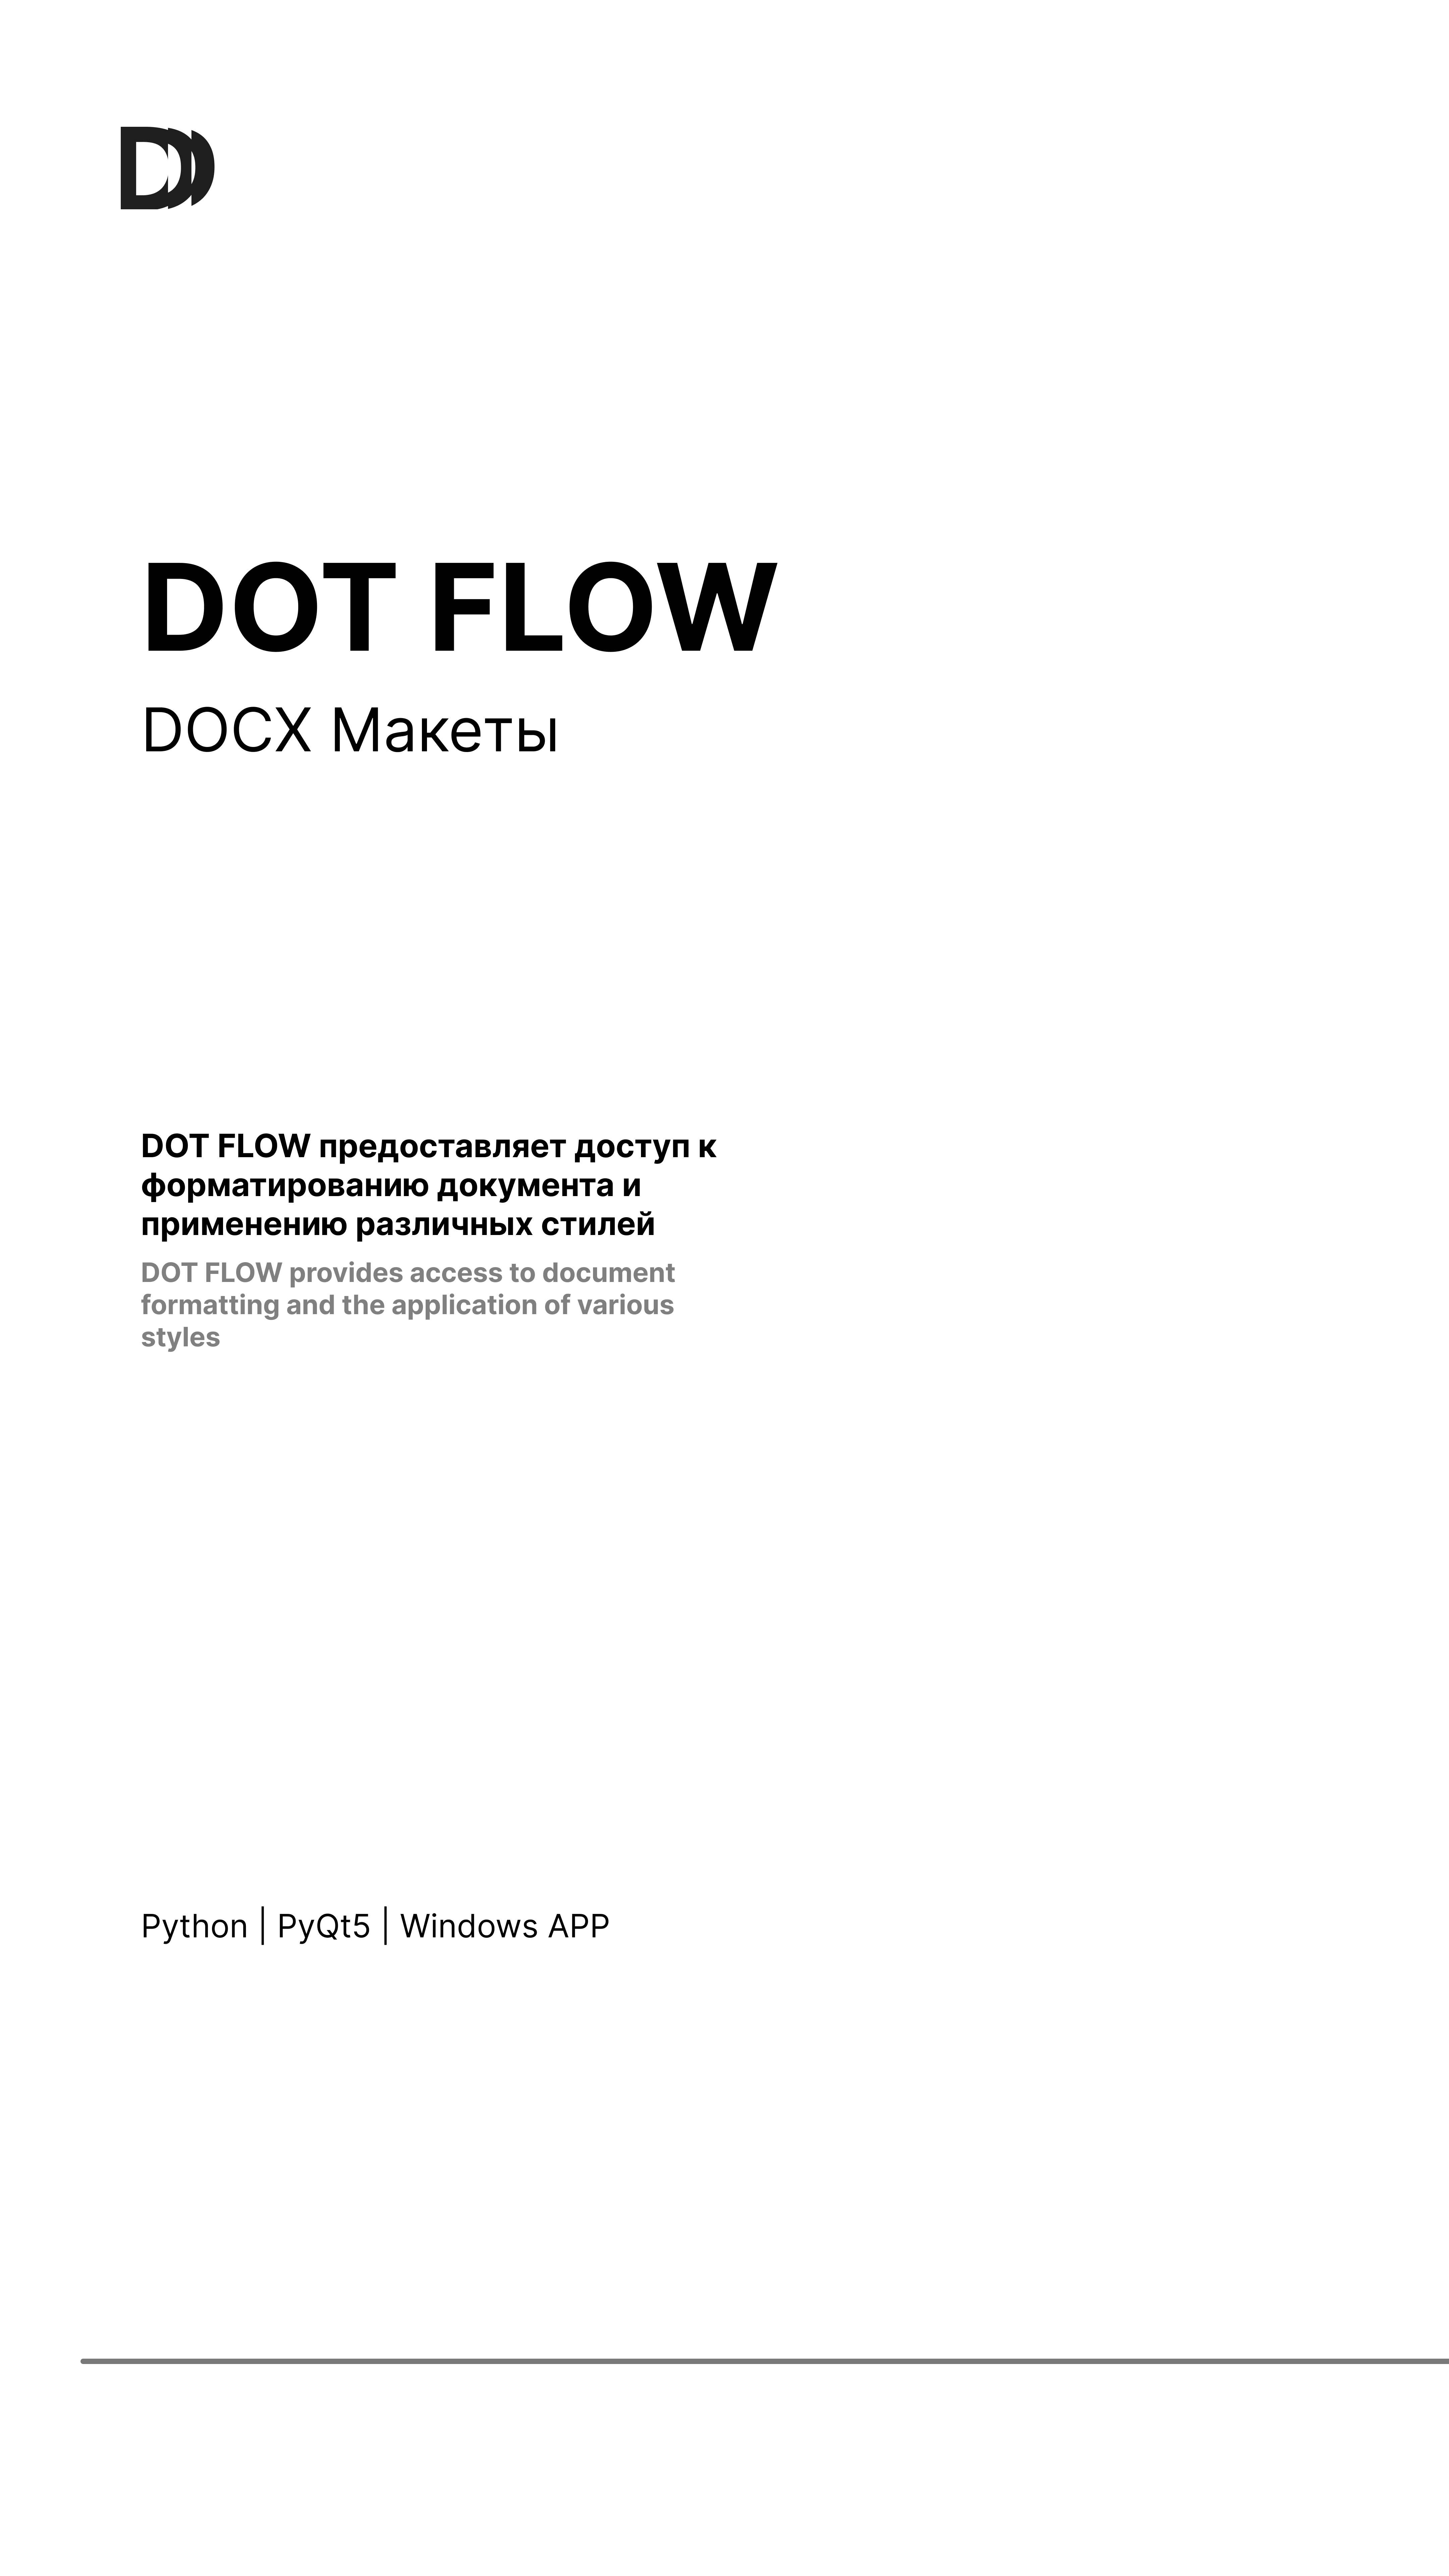 DOT FLOW
DOCX Макеты
DOT FLOW предоставляет доступ к
форматированию документа и
применению различных стилей
DOT FLOW provides access to document
formatting and the application of various
styles
Python | PyQt5 | Windows APP